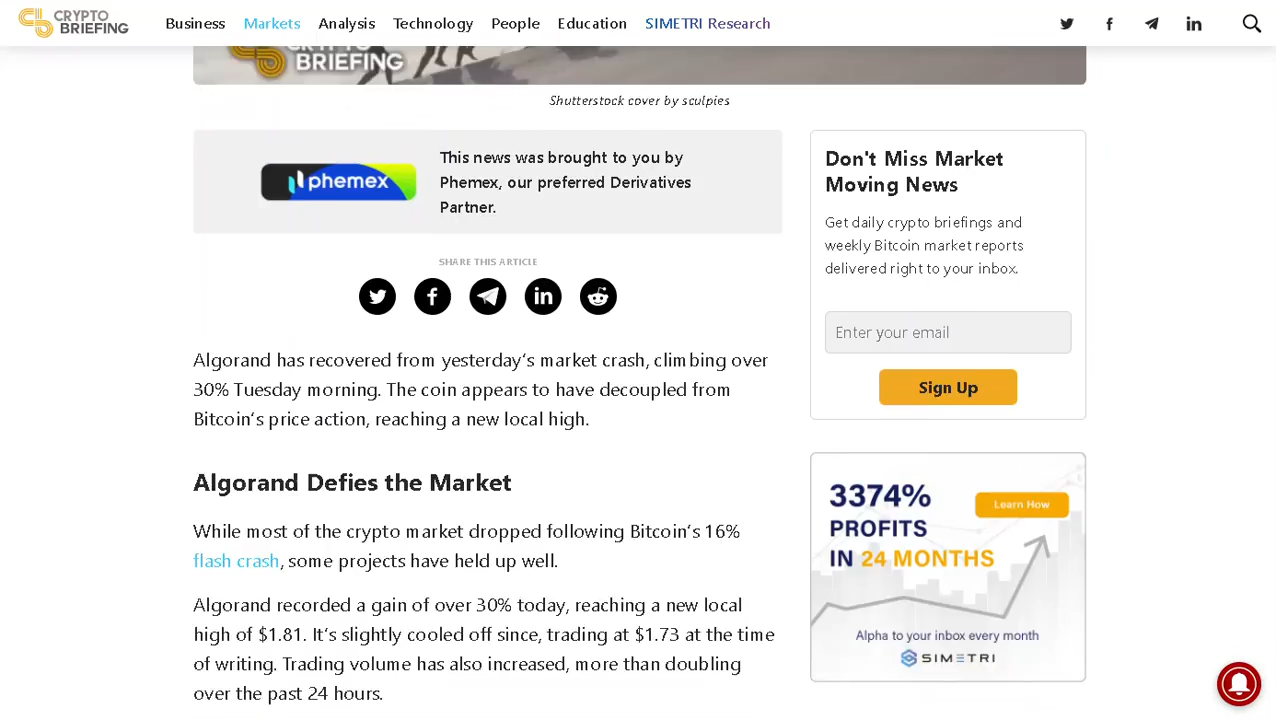 CRYPTO
BRIEFING
Business Markets Analysis Technology People Education SIMETRI Research
BRIEFING
Shutterstock cover by sculpies
phemex
This news was brought to you by
Phemex, our preferred Derivatives
Partner.
SHARE THIS ARTICLE
Algorand has recovered from yesterday‘s market crash, climbing over
30% Tuesday morning. The coin appears to have decoupled from
Bitcoin‘s price action, reaching a new local high.
Algorand Defies the Market
While most of the crypto market dropped following Bitcoin‘s 16%
flash crash, some projects have held up well.
Algorand recorded a gain of over 30% today, reaching a new local
high of $1.81. It‘s slightly cooled off since, trading at $1.73 at the time
of writing. Trading volume has also increased, more than doubling
over the past 24 hours.
Don't Miss Market
Moving News
Get daily crypto briefings and
weekly Bitcoin market reports
delivered right to your inbox.
Enter your email
Sign Up
3374%
Learn How
PROFITS
IN 24 MONTHS
Alpha to your inbox every month
SIMETRI